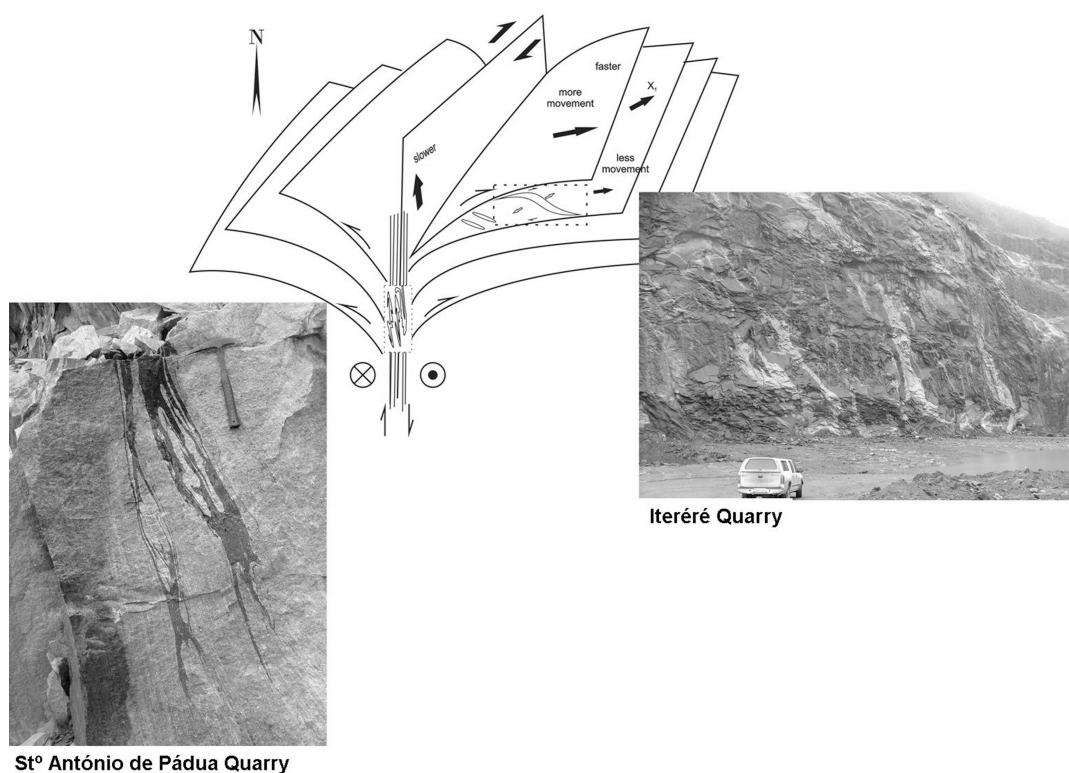 N
faster
more
movement
X1
slower
less
movement
Iteréré Quarry
Stº António de Pádua Quarry